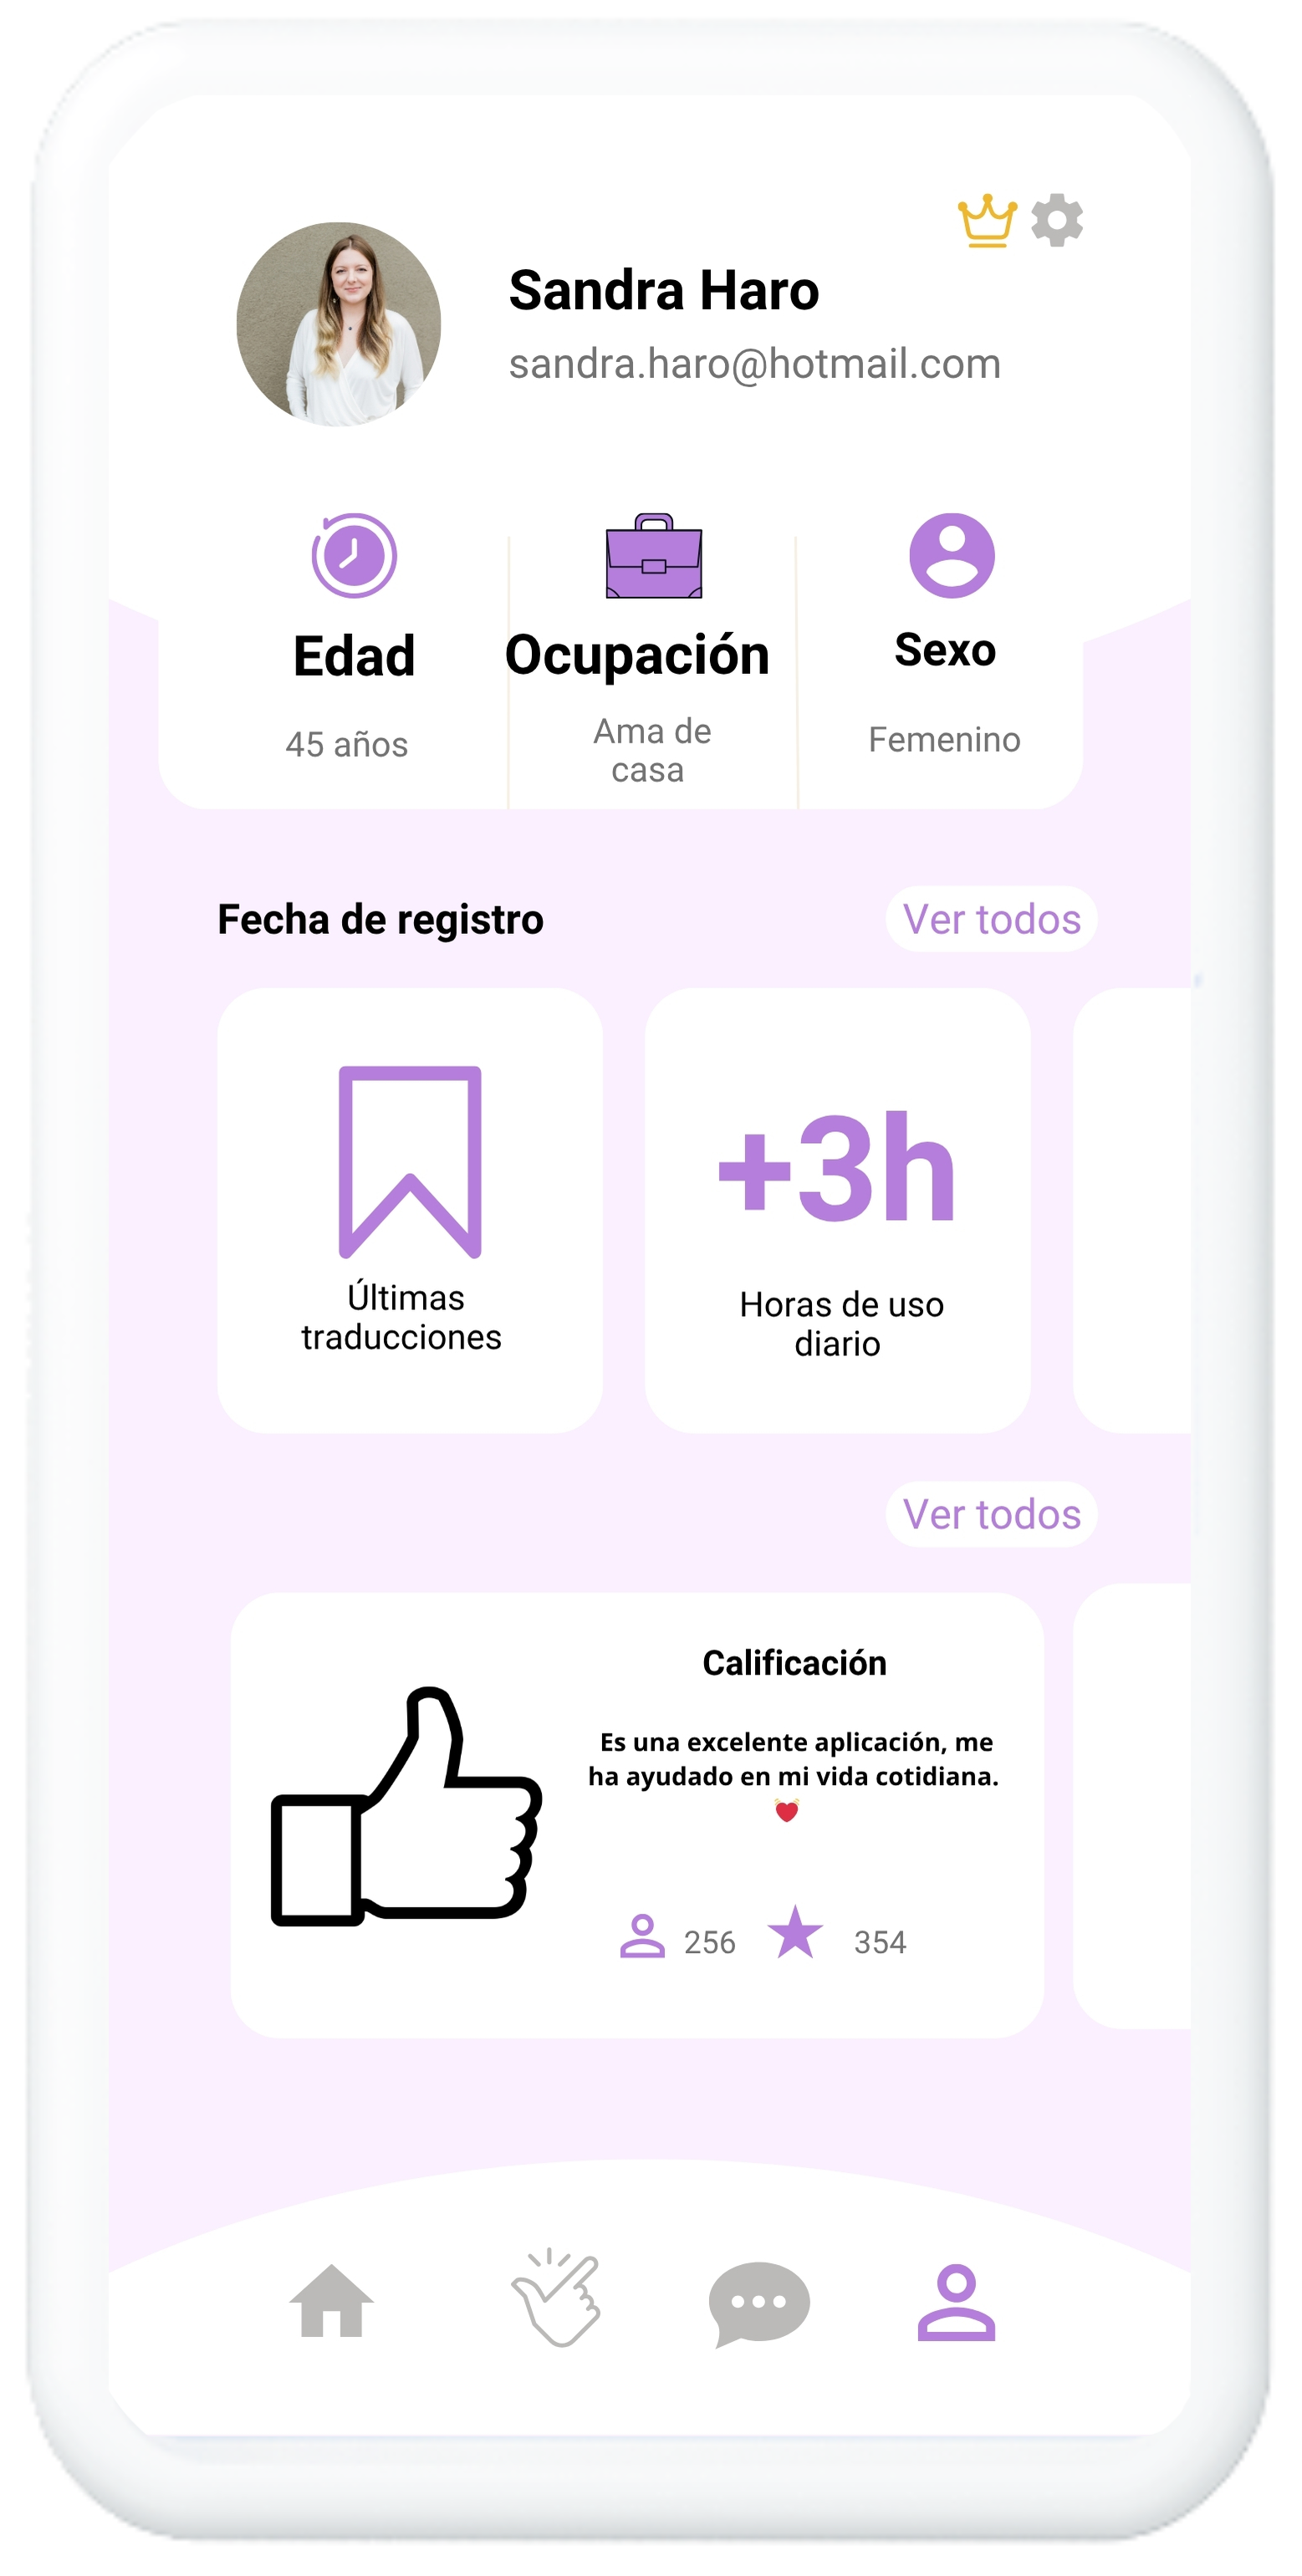 Sandra Haro
sandra.haro@hotmail.com
Edad
45 años
Ocupación
Ama de
casa
Sexo
Femenino
Fecha de registro
Ver todos
Últimas
traducciones
+3h
Horas de uso
diario
Ver todos
Calificación
Es una excelente aplicación, me
ha ayudado en mi vida cotidiana.
256
354